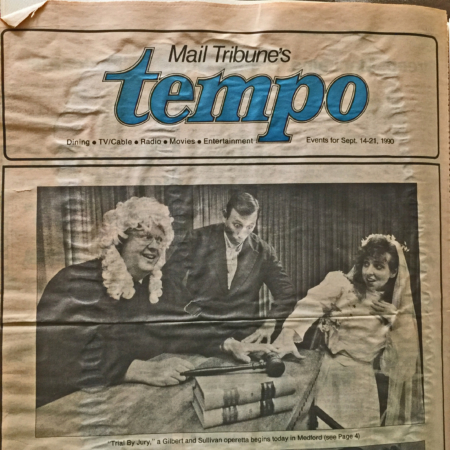 Mail Tribune's
tempo
Dining • TV/Cable • Radio • Movies • Entertainment
Events for Sept. 14-21, 1990
"Trial By Jury," a Gilbert and Sullivan operetta begins today in Medford (see Page 4)